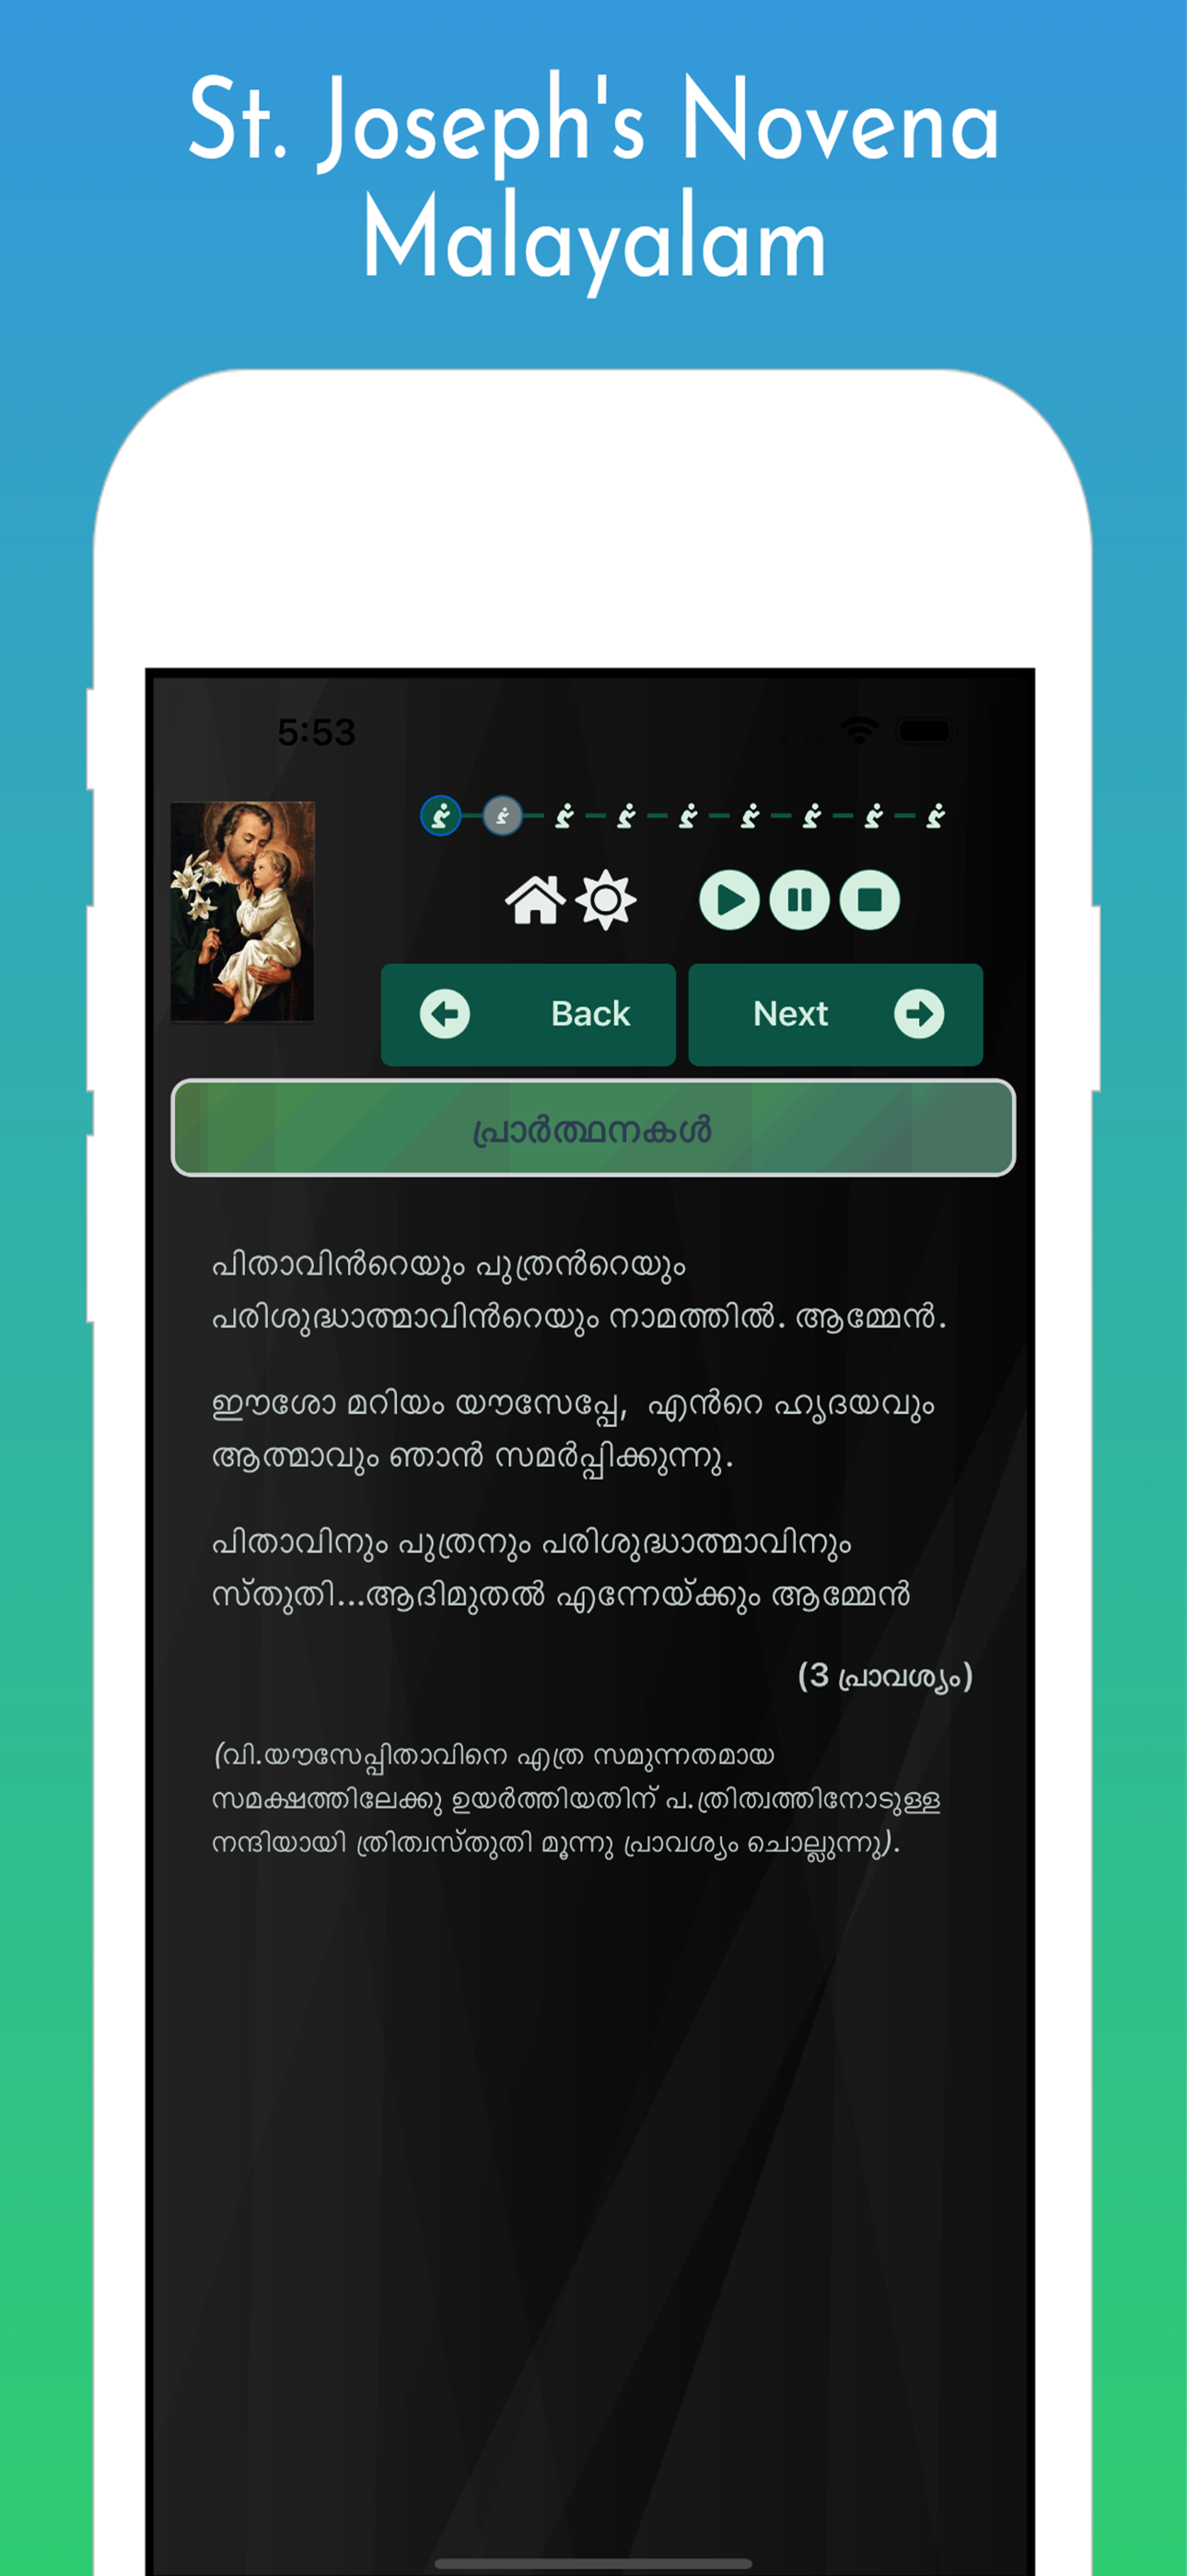 St. Joseph's Novena
Malayalam
5:53
Back
Next
പ്രാർത്ഥനകൾ
പിതാവിൻറെയും പുത്രൻറെയും
പരിശുദ്ധാത്മാവിൻറെയും നാമത്തിൽ. ആമ്മേൻ.
ഈശോ മറിയം യൗസേപ്പേ, എൻറെ ഹൃദയവും
ആത്മാവും ഞാൻ സമർപ്പിക്കുന്നു.
പിതാവിനും പുത്രനും പരിശുദ്ധാത്മാവിനും
സ്തുതി...ആദിമുതൽ എന്നേയ്ക്കും ആമ്മേൻ
(3 പ്രാവശ്യം)
(വി.യൗസേപ്പിതാവിനെ എത്ര സമുന്നതമായ
സമക്ഷത്തിലേക്കു ഉയർത്തിയതിന് പ.ത്രിത്വത്തിനോടുള്ള
നന്ദിയായി ത്രിത്വസ്തുതി മൂന്നു പ്രാവശ്യം ചൊല്ലുന്നു).